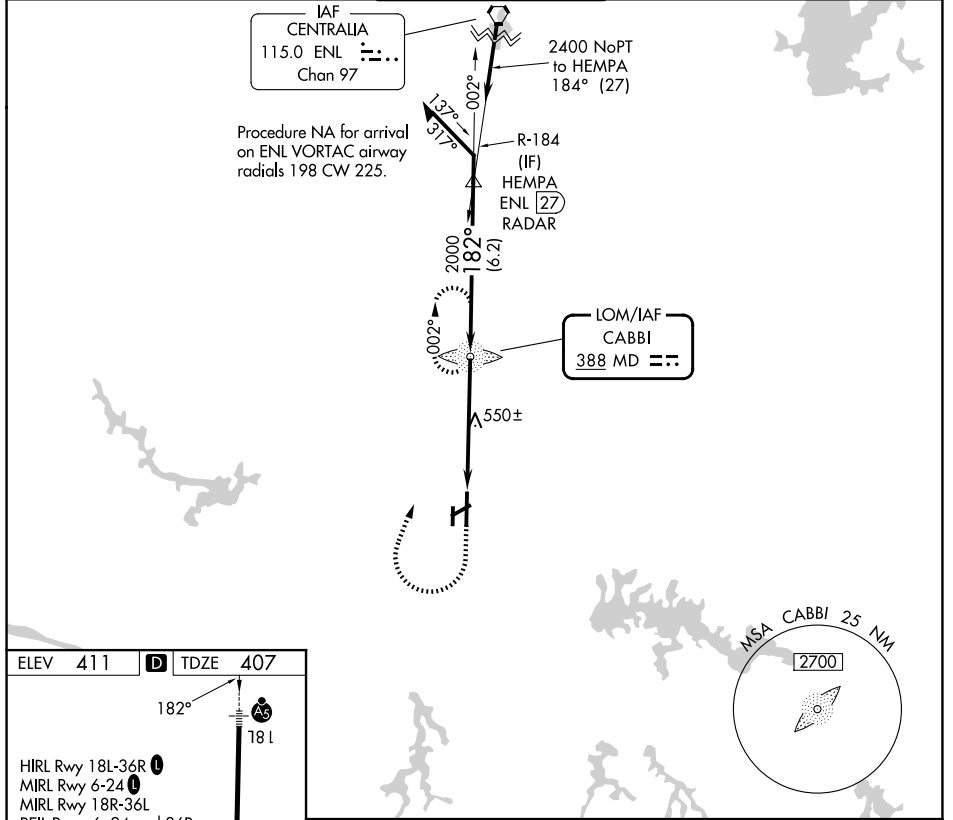 IAF
CENTRALIA
115.0 ENL
Chan 97
2400 NoPT
to HEMPA
184° (27)
002°
137°
317°
Procedure NA for arrival
on ENL VORTAC airway
radials 198 CW 225.
R-184
(IF)
HEMPA
ENL 27
RADAR
2000
182°
(6.2)
002°
LOM/IAF
CABBI
388 MD
550±
MSA CABBI 25 NM
2700
ELEV 411 D TDZE 407
182°
A5
18L
HIRL Rwy 18L-36R L
MIRL Rwy 6-24 L
MIRL Rwy 18R-36L